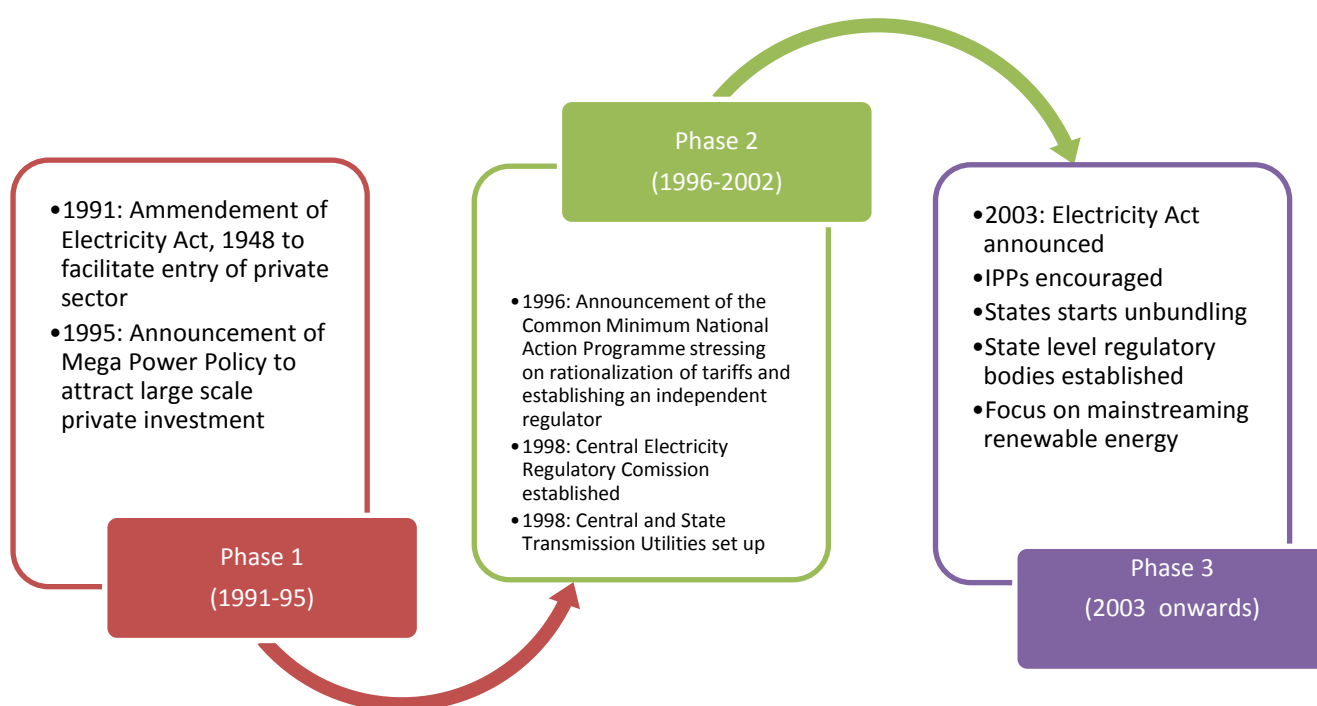 •1991: Ammendement of
Electricity Act, 1948 to
facilitate entry of private
sector
•1995: Announcement of
Mega Power Policy to
attract large scale
private investment
Phase 1
(1991-95)
Phase 2
(1996-2002)
•1996: Announcement of the
Common Minimum National
Action Programme stressing
on rationalization of tariffs and
establishing an independent
regulator
•1998: Central Electricity
Regulatory Comission
established
•1998: Central and State
Transmission Utilities set up
•2003: Electricity Act
announced
•IPPs encouraged
•States starts unbundling
•State level regulatory
bodies established
•Focus on mainstreaming
renewable energy
Phase 3
(2003 onwards)